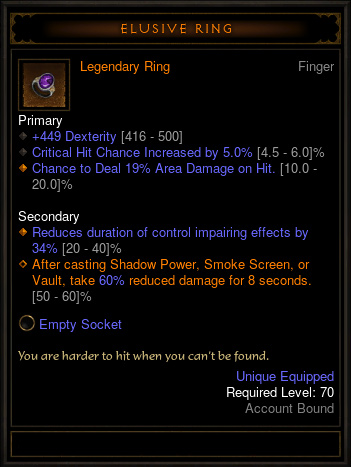 ELUSIVE RING
Legendary Ring Finger
Primary
+449 Dexterity [416 - 500]
Critical Hit Chance Increased by 5.0% [4.5 - 6.0]%
Chance to Deal 19% Area Damage on Hit. [10.0 -
20.0]%
Secondary
Reduces duration of control impairing effects by
34% [20 - 40]%
After casting Shadow Power, Smoke Screen, or
Vault, take 60% reduced damage for 8 seconds.
[50 - 60]%
Empty Socket
You are harder to hit when you can't be found.
Unique Equipped
Required Level: 70
Account Bound